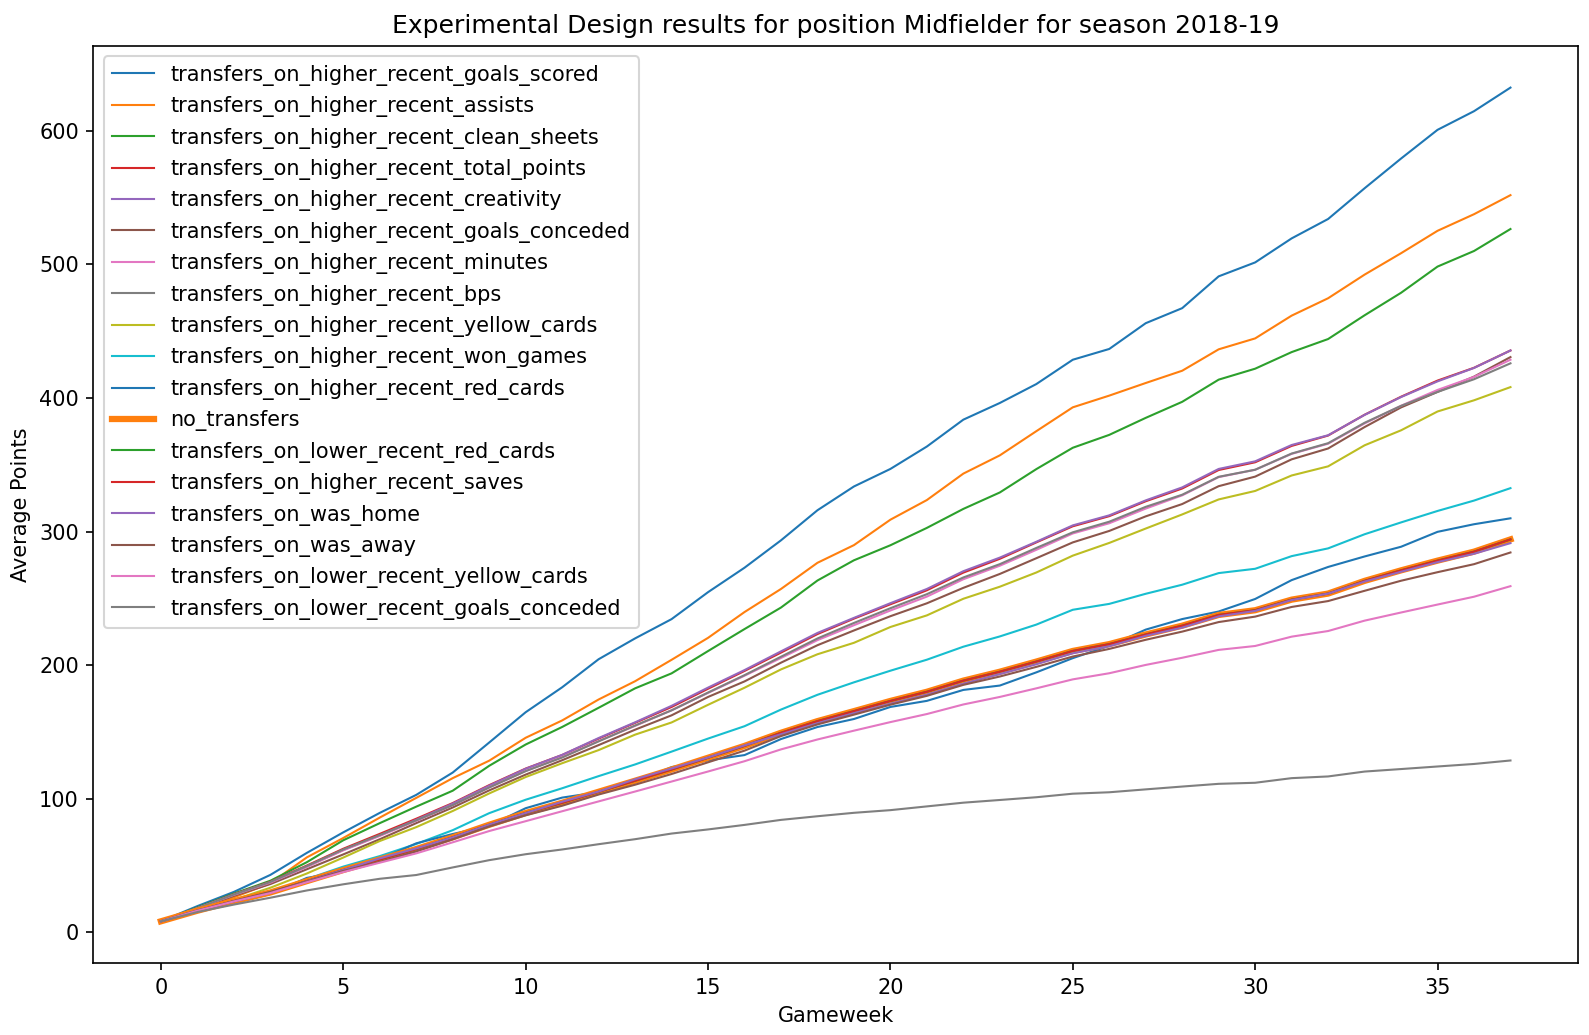 Experimental Design results for position Midfielder for season 2018-19
transfers_on_higher_recent_goals_scored
transfers_on_higher_recent_assists
transfers_on_higher_recent_clean_sheets
transfers_on_higher_recent_total_points
transfers_on_higher_recent_creativity
transfers_on_higher_recent_goals_conceded
transfers_on_higher_recent_minutes
transfers_on_higher_recent_bps
transfers_on_higher_recent_yellow_cards
transfers_on_higher_recent_won_games
transfers_on_higher_recent_red_cards
no_transfers
transfers_on_lower_recent_red_cards
transfers_on_higher_recent_saves
transfers_on_was_home
transfers_on_was_away
transfers_on_lower_recent_yellow_cards
transfers_on_lower_recent_goals_conceded
Average Points
600
500
400
300
200
100
0
0 5 10 15 20 25 30 35
Gameweek